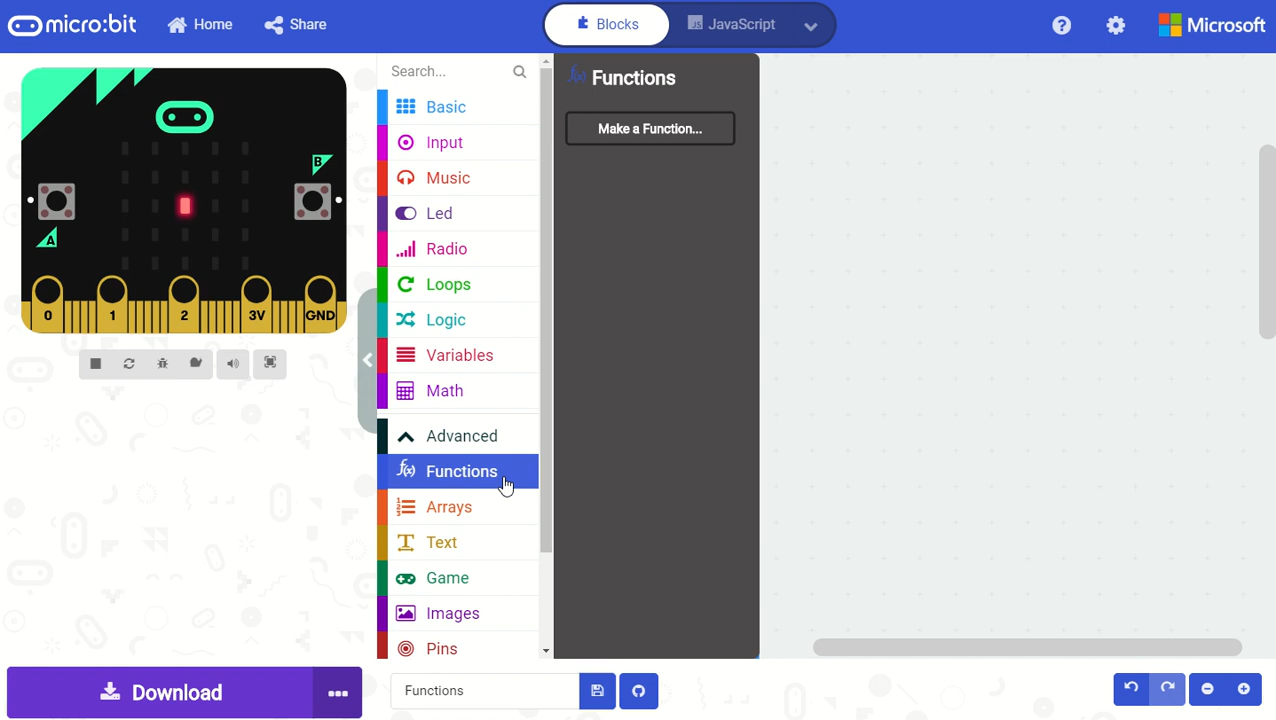 micro:bit
Home
Share
Blocks
JS JavaScript
?
Microsoft
Search...
Basic
Input
Music
Led
Radio
Loops
Logic
Variables
Math
Advanced
f(x) Functions
Arrays
Text
Game
Images
Pins
f(x) Functions
Make a Function...
A
B
0 1 2 3V GND
Download
Functions